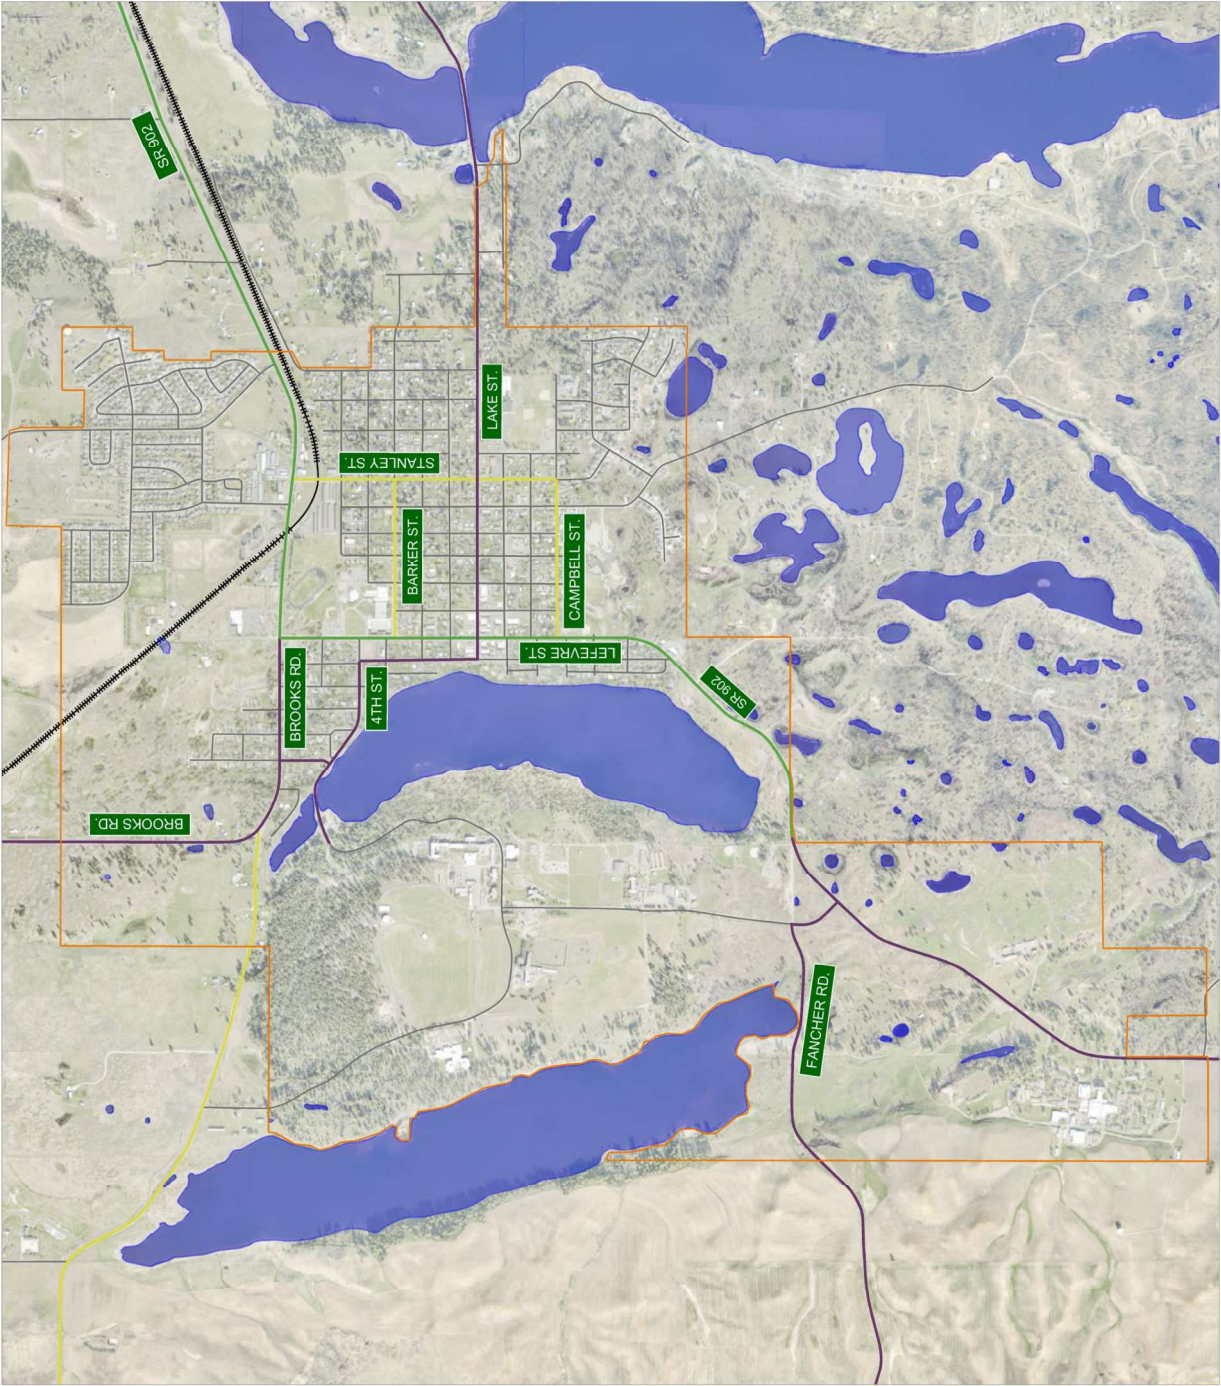 SR 902
LAKE ST.
STANLEY ST.
BARKER ST.
CAMPBELL ST.
LEFEVRE ST.
BROOKS RD.
4TH ST.
SR 902
BROOKS RD.
FANCHER RD.